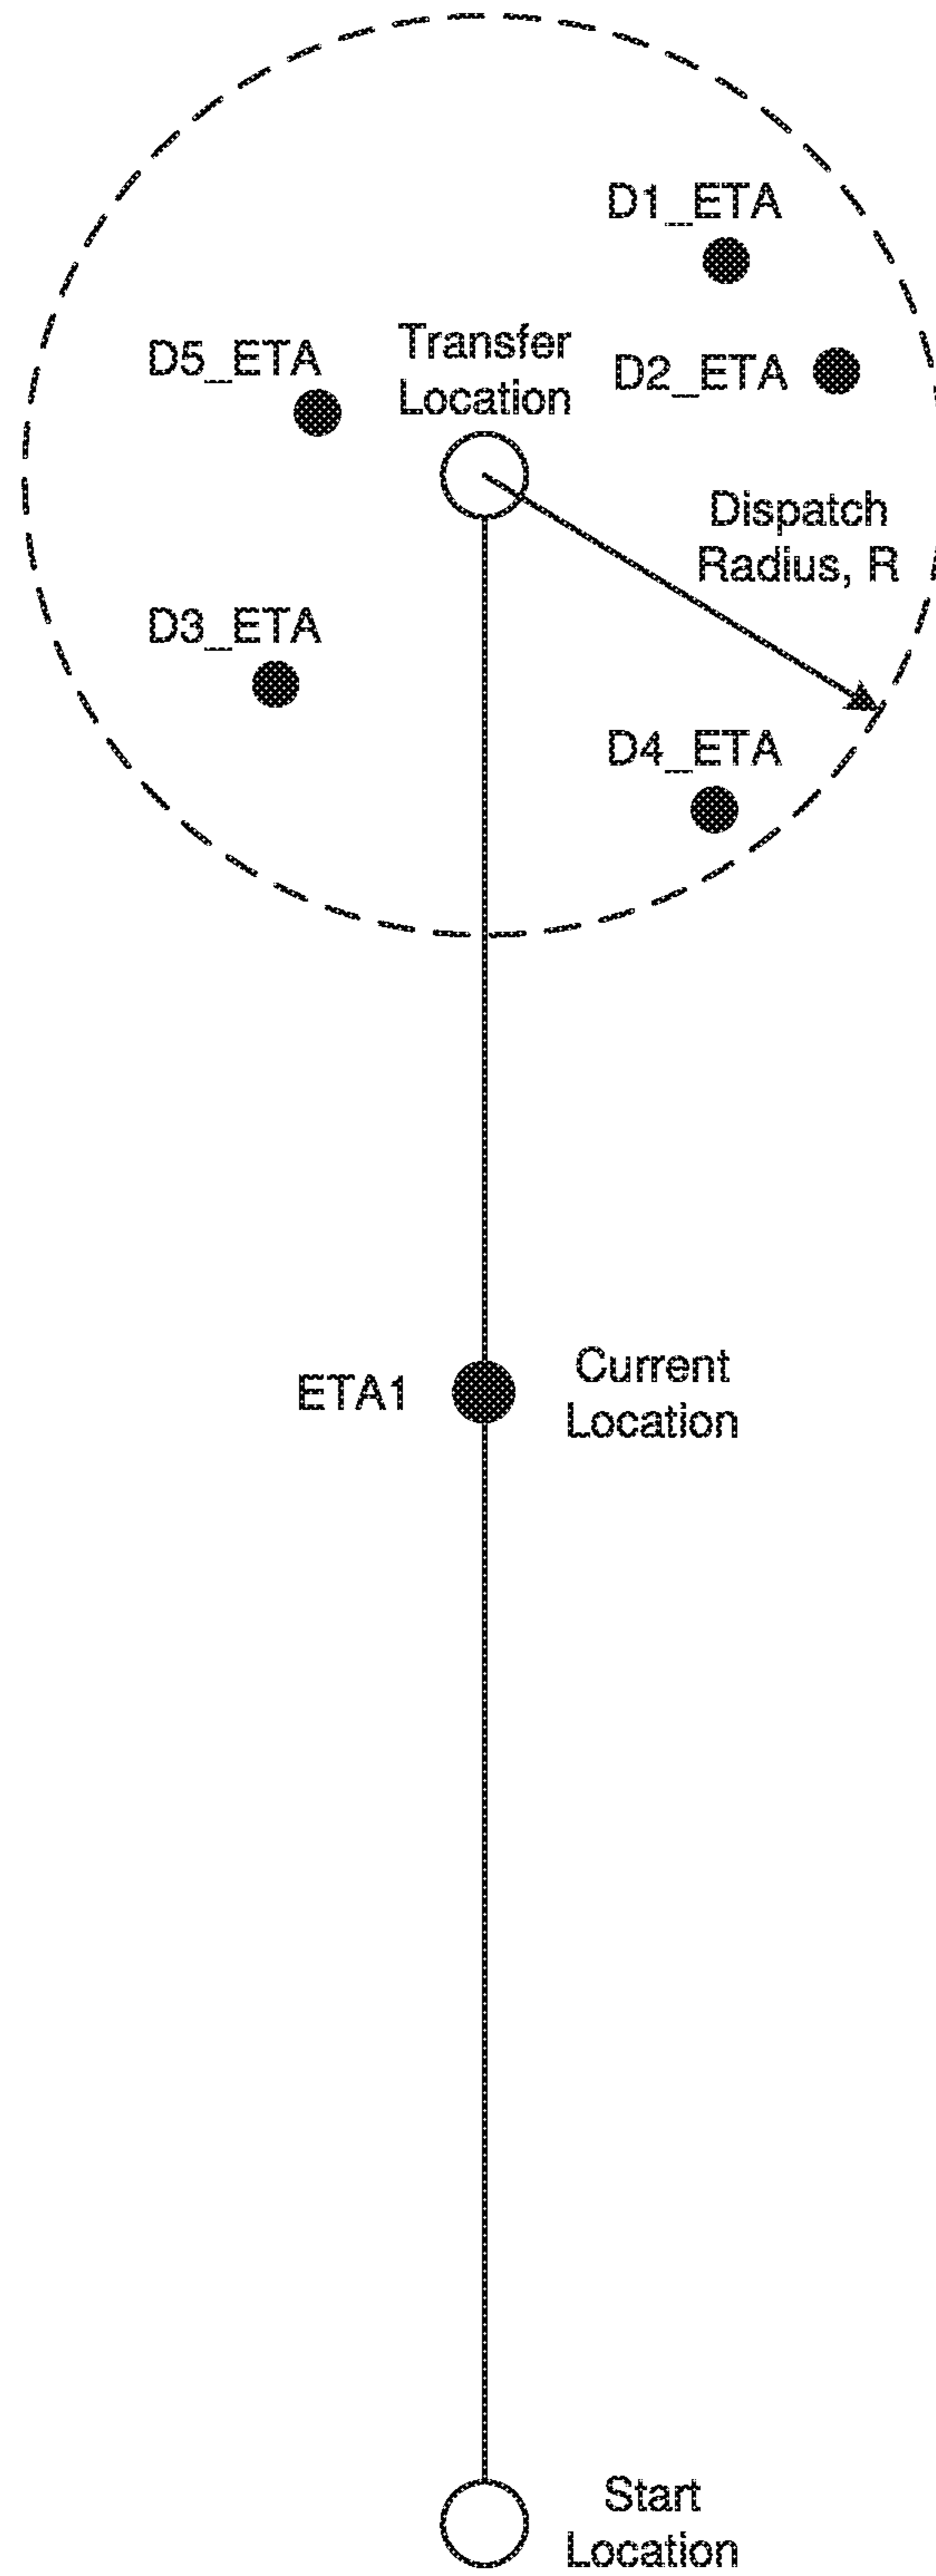 D1_ETA
Transfer
Location
D5_ETA
D2_ETA
Dispatch
Radius, R
D3_ETA
D4_ETA
ETA1
Current
Location
Start
Location